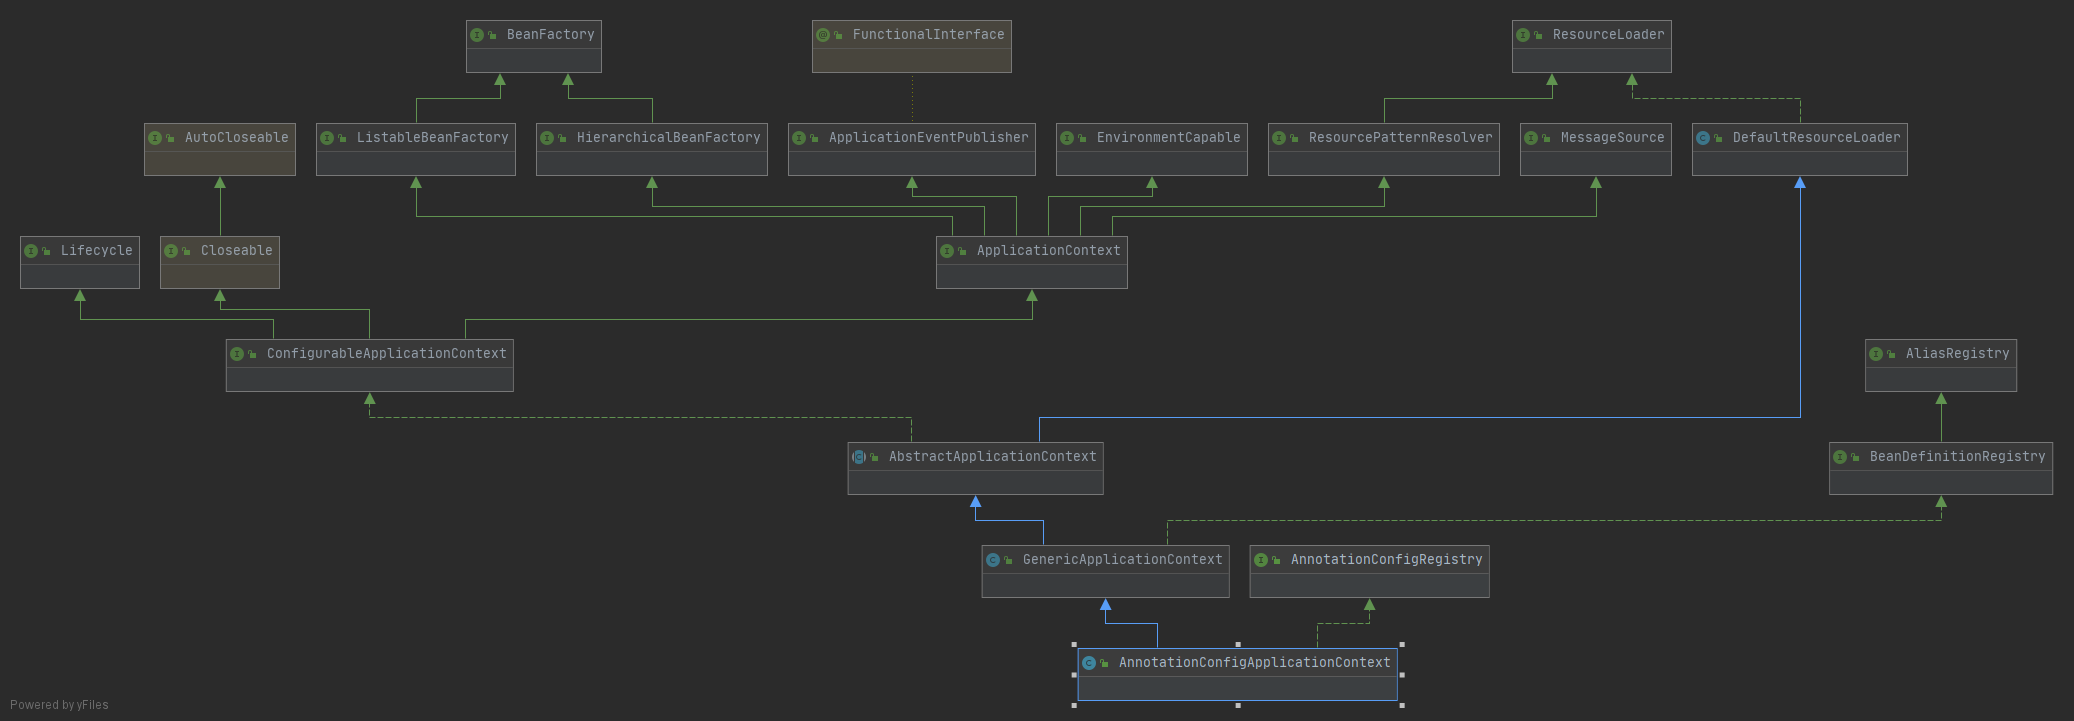 BeanFactory
FunctionalInterface
ResourceLoader
AutoCloseable
ListableBeanFactory
HierarchicalBeanFactory
ApplicationEventPublisher
EnvironmentCapable
ResourcePatternResolver
MessageSource
DefaultResourceLoader
Lifecycle
Closeable
ApplicationContext
ConfigurableApplicationContext
AliasRegistry
AbstractApplicationContext
BeanDefinitionRegistry
GenericApplicationContext
AnnotationConfigRegistry
AnnotationConfigApplicationContext
Powered by yFiles